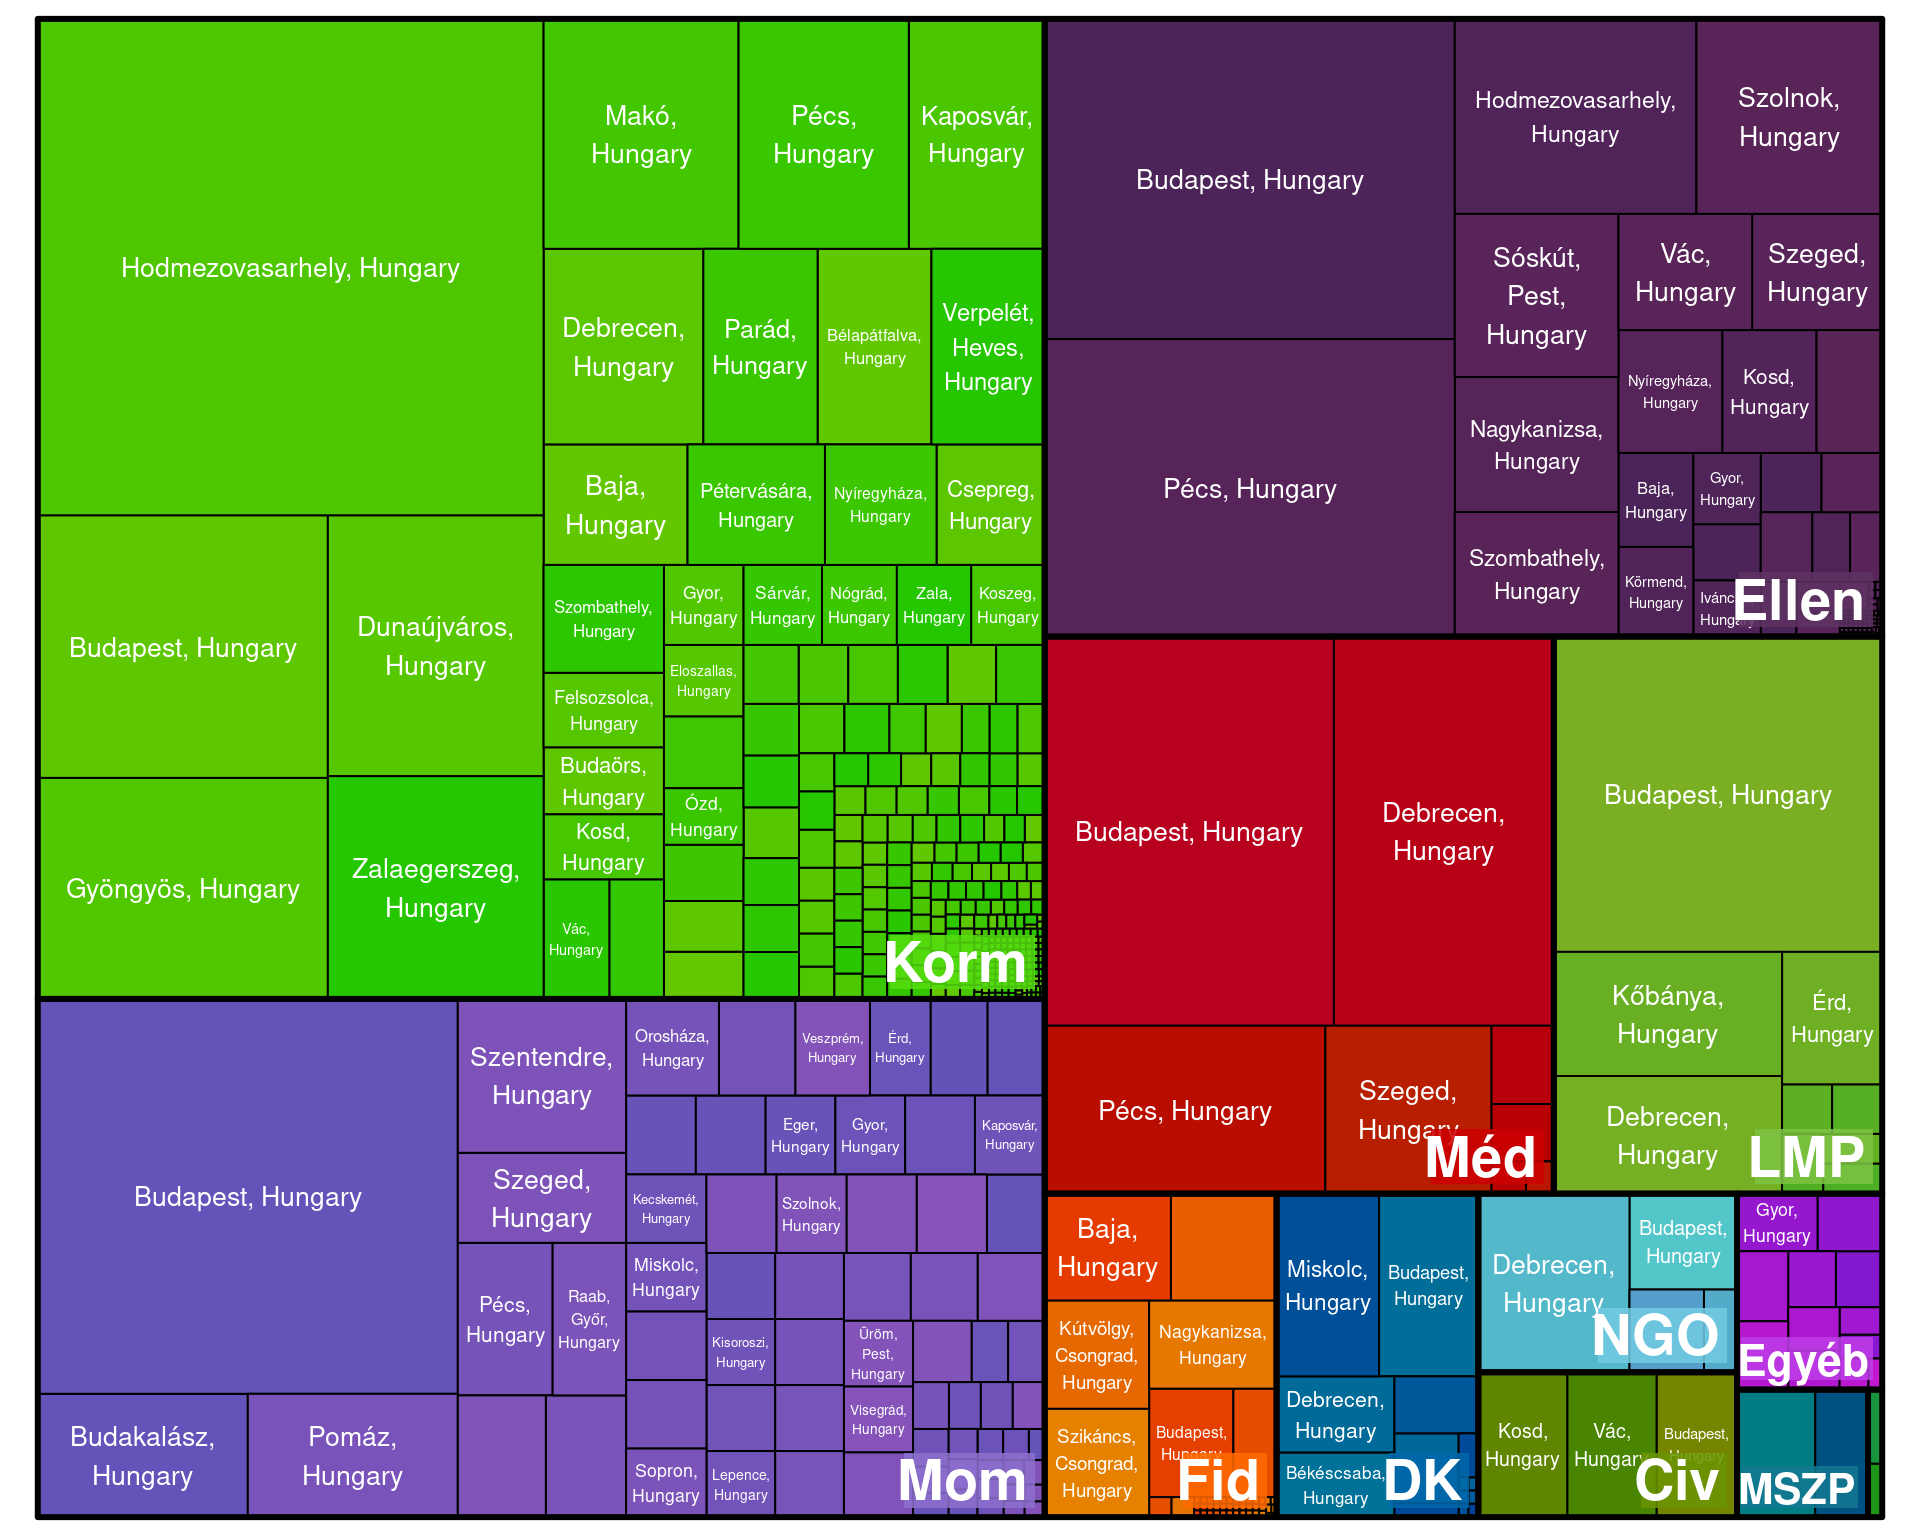 Hodmezovasarhely, Hungary
Makó,
Hungary
Pécs,
Hungary
Kaposvár,
Hungary
Debrecen,
Hungary
Parád,
Hungary
Bélapátfalva,
Hungary
Verpelét,
Heves,
Hungary
Baja,
Hungary
Pétervására,
Hungary
Nyíregyháza,
Hungary
Csepreg,
Hungary
Budapest, Hungary
Dunaújváros,
Hungary
Gyöngyös, Hungary
Zalaegerszeg,
Hungary
Szombathely,
Hungary
Gyor,
Hungary
Sárvár,
Hungary
Nógrád,
Hungary
Zala,
Hungary
Koszeg,
Hungary
Eloszallas,
Hungary
Felsozsolca,
Hungary
Budaörs,
Hungary
Ózd,
Hungary
Kosd,
Hungary
Vác,
Hungary
Korm
Budapest, Hungary
Hodmezovasarhely,
Hungary
Szolnok,
Hungary
Sóskút,
Pest,
Hungary
Vác,
Hungary
Szeged,
Hungary
Pécs, Hungary
Nyíregyháza,
Hungary
Kosd,
Hungary
Nagykanizsa,
Hungary
Baja,
Hungary
Gyor,
Hungary
Szombathely,
Hungary
Körmend,
Hungary
Hungary
Ellen
Budapest, Hungary
Debrecen,
Hungary
Pécs, Hungary
Szeged,
Hungary
Méd
Budapest, Hungary
Kőbánya,
Hungary
Érd,
Hungary
Debrecen,
Hungary
LMP
Budapest, Hungary
Szentendre,
Hungary
Szeged,
Hungary
Pécs,
Hungary
Raab,
Győr,
Hungary
Budakalász,
Hungary
Pomáz,
Hungary
Orosháza,
Hungary
Veszprém,
Hungary
Érd,
Hungary
Eger,
Hungary
Gyor,
Hungary
Kaposvár,
Hungary
Kecskemét,
Hungary
Szolnok,
Hungary
Miskolc,
Hungary
Kisoroszi,
Hungary
Üröm,
Pest,
Hungary
Visegrád,
Hungary
Sopron,
Hungary
Lepence,
Hungary
Mom
Baja,
Hungary
Kútvölgy,
Csongrad,
Hungary
Nagykanizsa,
Hungary
Szikáncs,
Csongrad,
Hungary
Budapest,
Hungary
Fid
Miskolc,
Hungary
Budapest,
Hungary
Debrecen,
Hungary
Békéscsaba,
Hungary
DK
Debrecen,
Hungary
Budapest,
Hungary
NGO
Gyor,
Hungary
Egyéb
Kosd,
Hungary
Vác,
Hungary
Budapest,
Hungary
Civ
MSZP